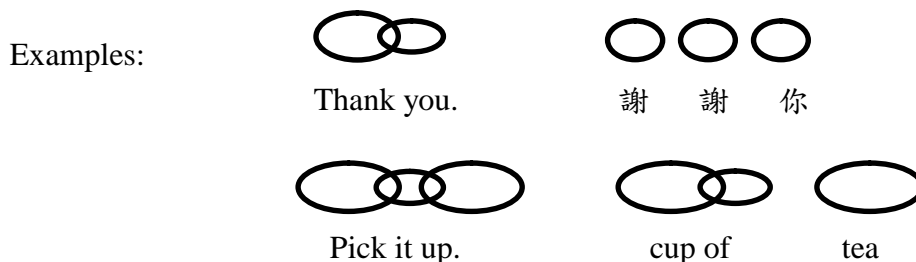 Examples:
Thank you. 謝 謝 你
Pick it up. cup of tea